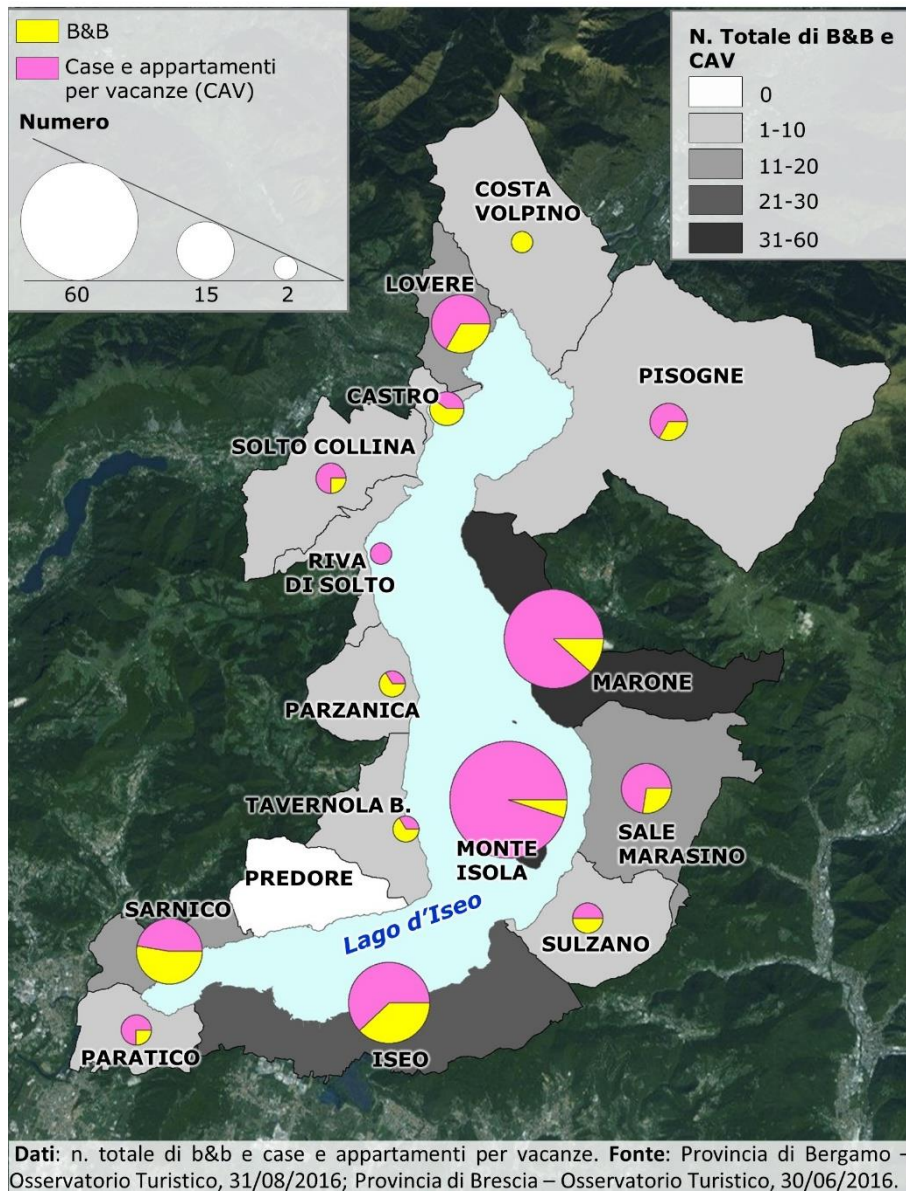 B&B
Case e appartamenti
per vacanze (CAV)
Numero
60 15 2
N. Totale di B&B e
CAV
0
1-10
11-20
21-30
31-60
COSTA
VOLPINO
LOVERE
PISOGNE
CASTRO
SOLTO COLLINA
RIVA
DI SOLTO
MARONE
PARZANICA
TAVERNOLA B.
SALE
MARASINO
MONTE
ISOLA
PREDORE
SARNICO
Lago d'Iseo
SULZANO
PARATICO
ISEO
Dati: n. totale di b&b e case e appartamenti per vacanze. Fonte: Provincia di Bergamo –
Osservatorio Turistico, 31/08/2016; Provincia di Brescia – Osservatorio Turistico, 30/06/2016.